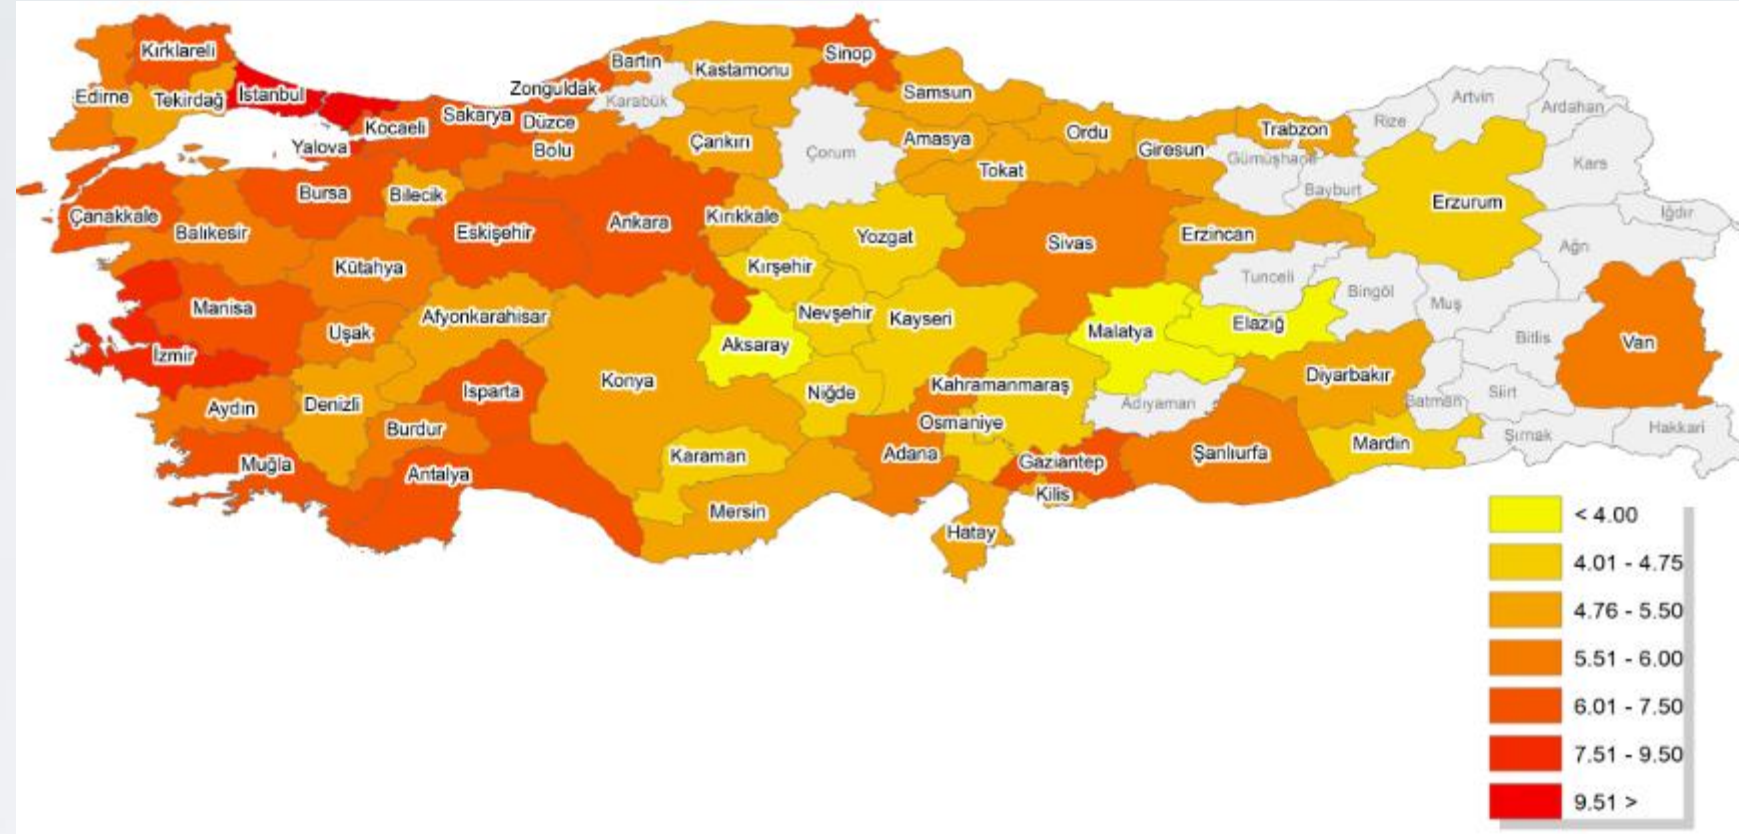 Kırklareli
Edirne
Tekirdağ
İstanbul
Kocaeli
Yalova
Sakarya
Düzce
Bolu
Zonguldak
Bartın
Karabük
Kastamonu
Sinop
Çankırı
Çorum
Samsun
Amasya
Tokat
Ordu
Giresun
Trabzon
Gümüşhane
Bayburt
Rize
Artvin
Ardahan
Kars
Iğdır
Ağrı
Erzurum
Erzincan
Çanakkale
Balıkesir
Bursa
Bilecik
Kütahya
Eskişehir
Ankara
Kırıkkale
Kırşehir
Yozgat
Sivas
Tunceli
Bingöl
Muş
Bitlis
Van
Manisa
İzmir
Uşak
Afyonkarahisar
Konya
Aksaray
Nevşehir
Kayseri
Niğde
Malatya
Elazığ
Diyarbakır
Batman
Siirt
Şırnak
Hakkari
Aydın
Denizli
Isparta
Burdur
Muğla
Antalya
Karaman
Mersin
Adana
Osmaniye
Kahramanmaraş
Adıyaman
Gaziantep
Kilis
Hatay
Şanlıurfa
Mardin
< 4.00
4.01 - 4.75
4.76 - 5.50
5.51 - 6.00
6.01 - 7.50
7.51 - 9.50
9.51 >